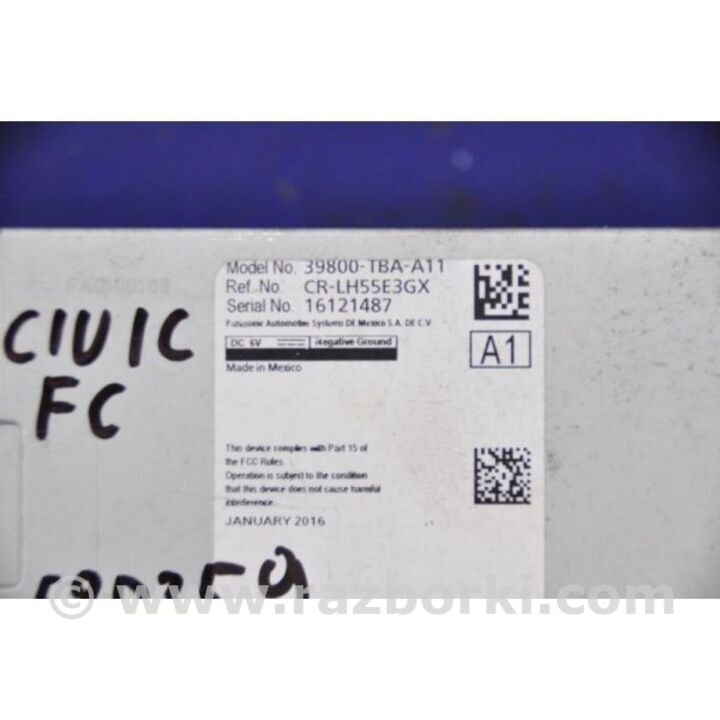 Model No. 39800-TBA-A11
Ref. No. CR-LH55E3GX
Serial No. 16121487
Panasonic Automotive Systems DE Mexico S.A. DE C.V.
DC 6V Negative Ground
A1
Made in Mexico
CIVIC
FC
This device complies with Part 15 of
the FCC Rules.
Operation is subject to the condition
that this device does not cause harmful
interference.
JANUARY 2016
© www.razborki.com